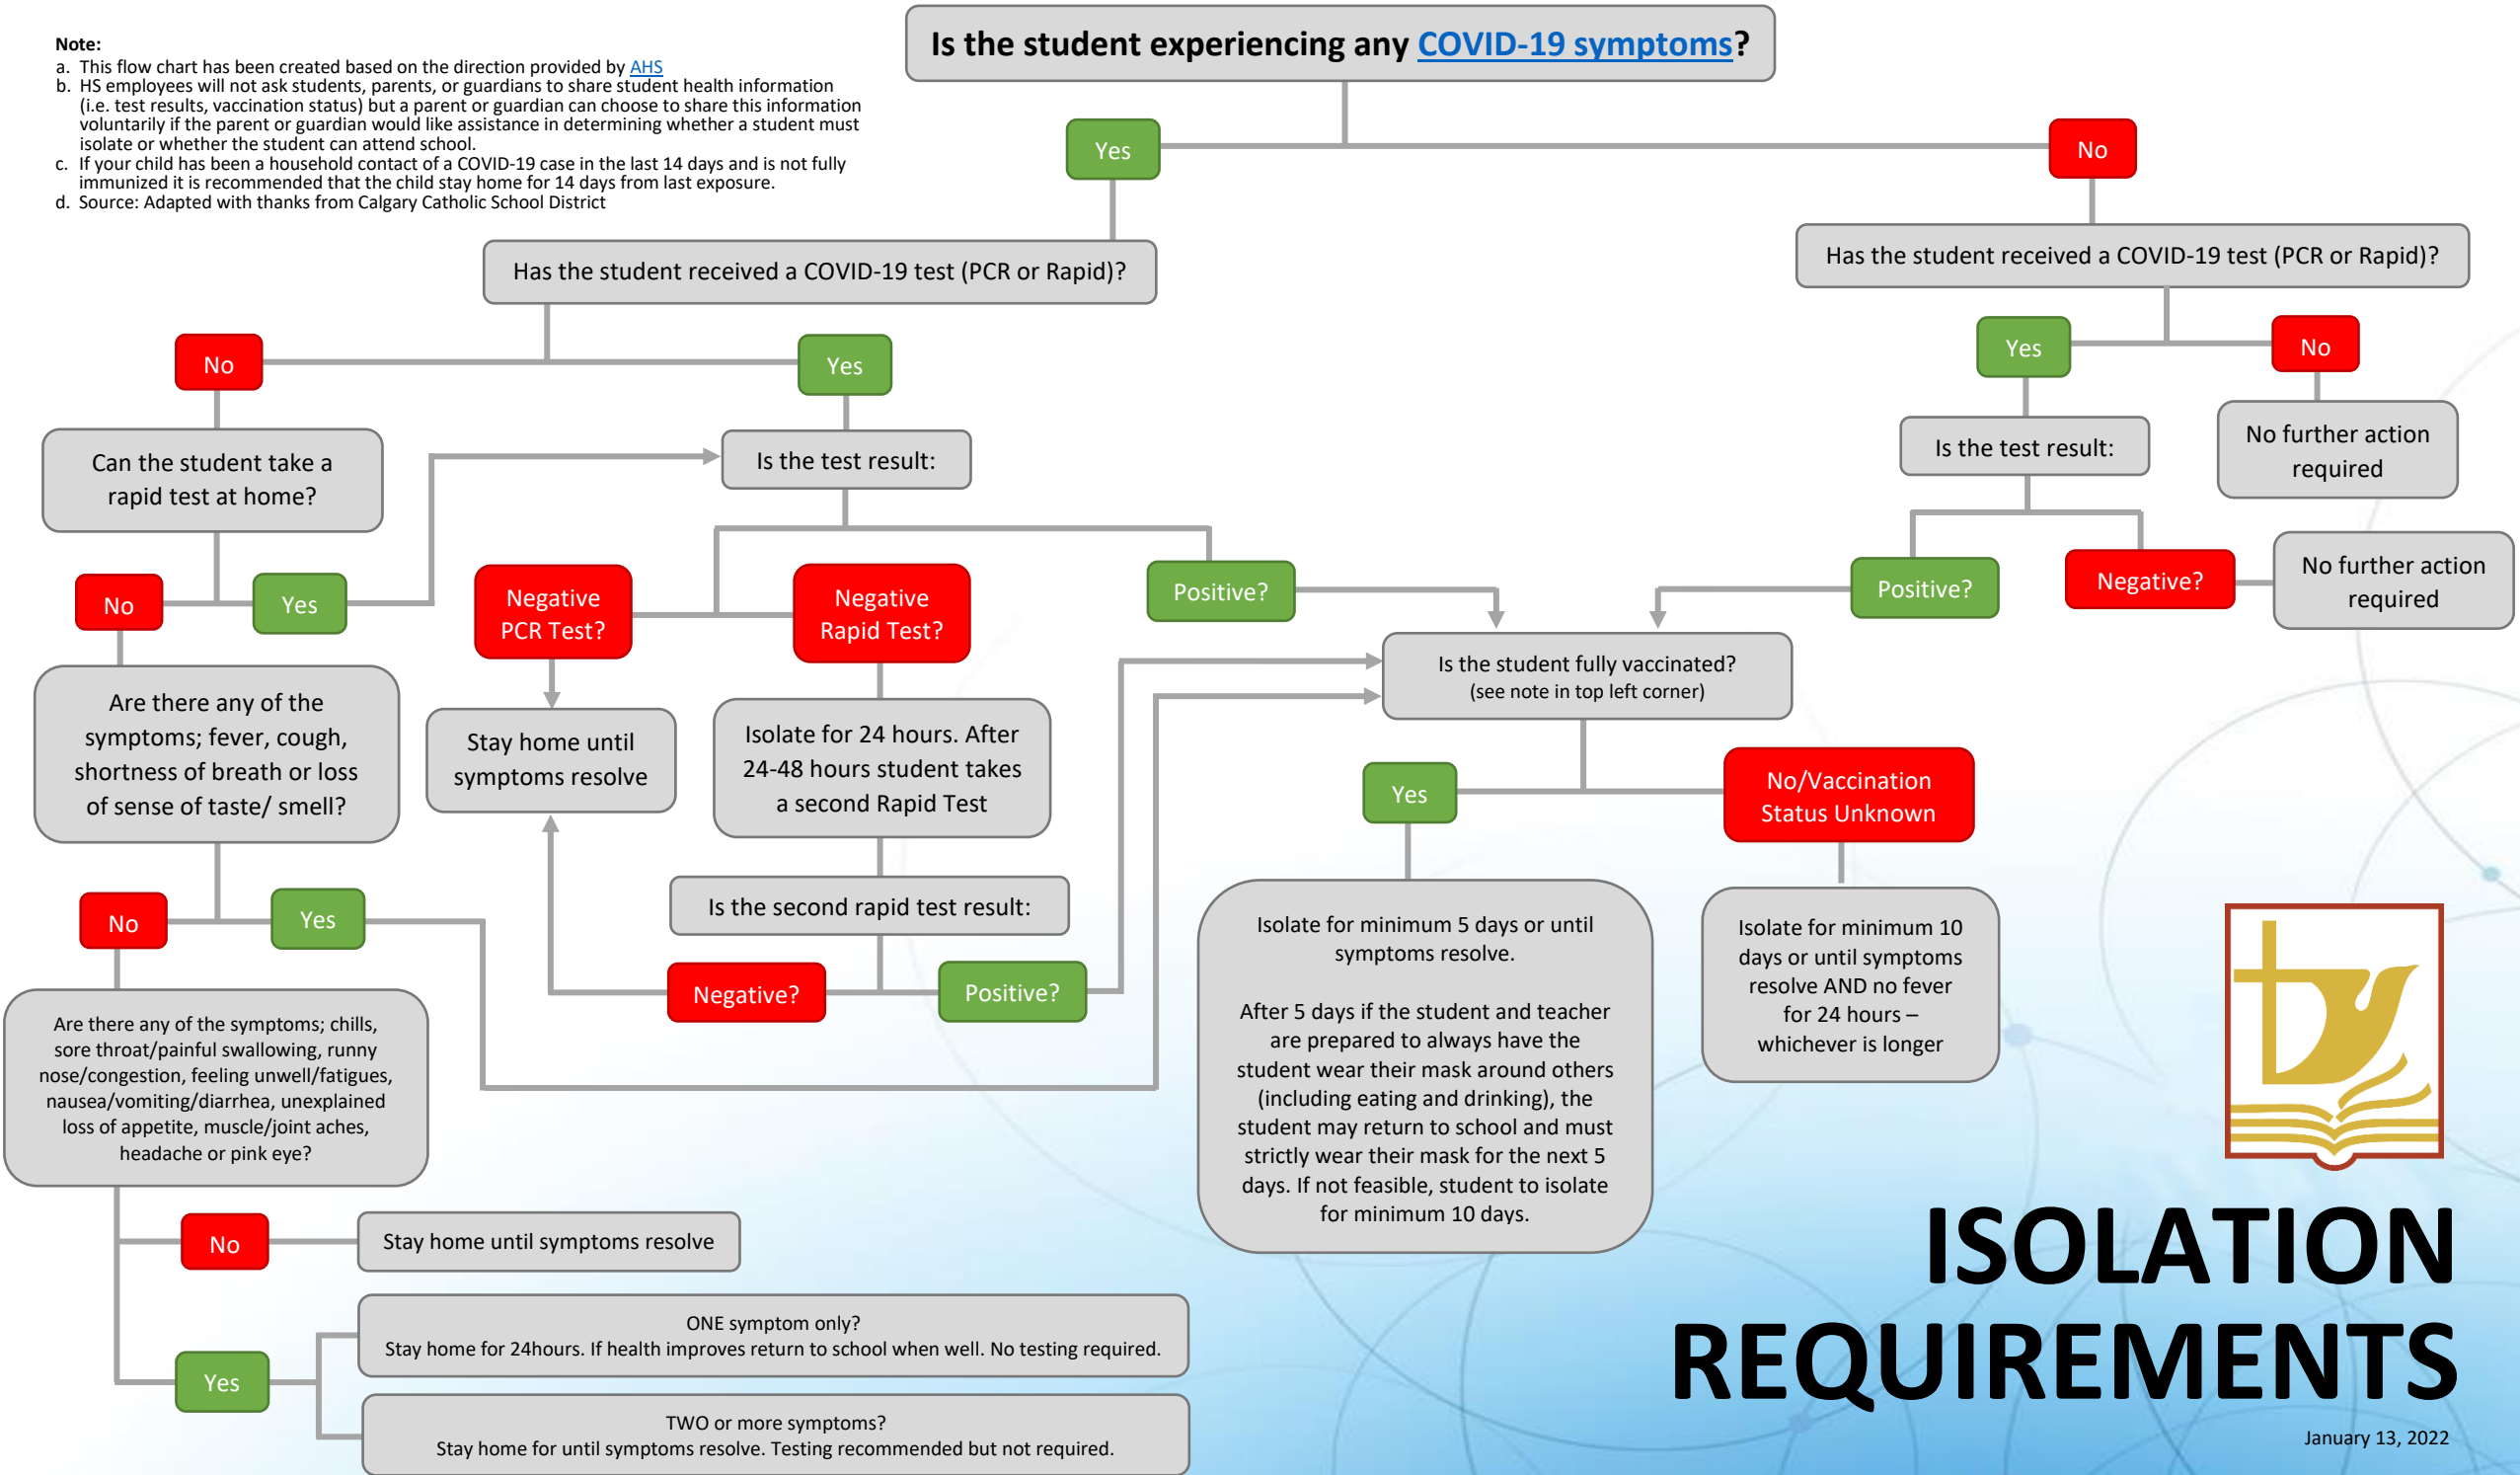 Note:
a. This flow chart has been created based on the direction provided by AHS
b. HS employees will not ask students, parents, or guardians to share student health information
(i.e. test results, vaccination status) but a parent or guardian can choose to share this information
voluntarily if the parent or guardian would like assistance in determining whether a student must
isolate or whether the student can attend school.
c. If your child has been a household contact of a COVID-19 case in the last 14 days and is not fully
immunized it is recommended that the child stay home for 14 days from last exposure.
d. Source: Adapted with thanks from Calgary Catholic School District
Is the student experiencing any COVID-19 symptoms?
Yes
No
Has the student received a COVID-19 test (PCR or Rapid)?
Has the student received a COVID-19 test (PCR or Rapid)?
No
Yes
Yes
No
Can the student take a
rapid test at home?
Is the test result:
Is the test result:
No further action
required
No
Yes
Negative
PCR Test?
Negative
Rapid Test?
Positive?
Positive?
Negative?
No further action
required
Are there any of the
symptoms; fever, cough,
shortness of breath or loss
of sense of taste/ smell?
Stay home until
symptoms resolve
Isolate for 24 hours. After
24-48 hours student takes
a second Rapid Test
Is the student fully vaccinated?
(see note in top left corner)
Yes
No/Vaccination
Status Unknown
No
Yes
Is the second rapid test result:
Negative?
Positive?
Isolate for minimum 5 days or until
symptoms resolve.
After 5 days if the student and teacher
are prepared to always have the
student wear their mask around others
(including eating and drinking), the
student may return to school and must
strictly wear their mask for the next 5
days. If not feasible, student to isolate
for minimum 10 days.
Isolate for minimum 10
days or until symptoms
resolve AND no fever
for 24 hours –
whichever is longer
Are there any of the symptoms; chills,
sore throat/painful swallowing, runny
nose/congestion, feeling unwell/fatigues,
nausea/vomiting/diarrhea, unexplained
loss of appetite, muscle/joint aches,
headache or pink eye?
No
Stay home until symptoms resolve
Yes
ONE symptom only?
Stay home for 24hours. If health improves return to school when well. No testing required.
TWO or more symptoms?
Stay home for until symptoms resolve. Testing recommended but not required.
ISOLATION
REQUIREMENTS
January 13, 2022